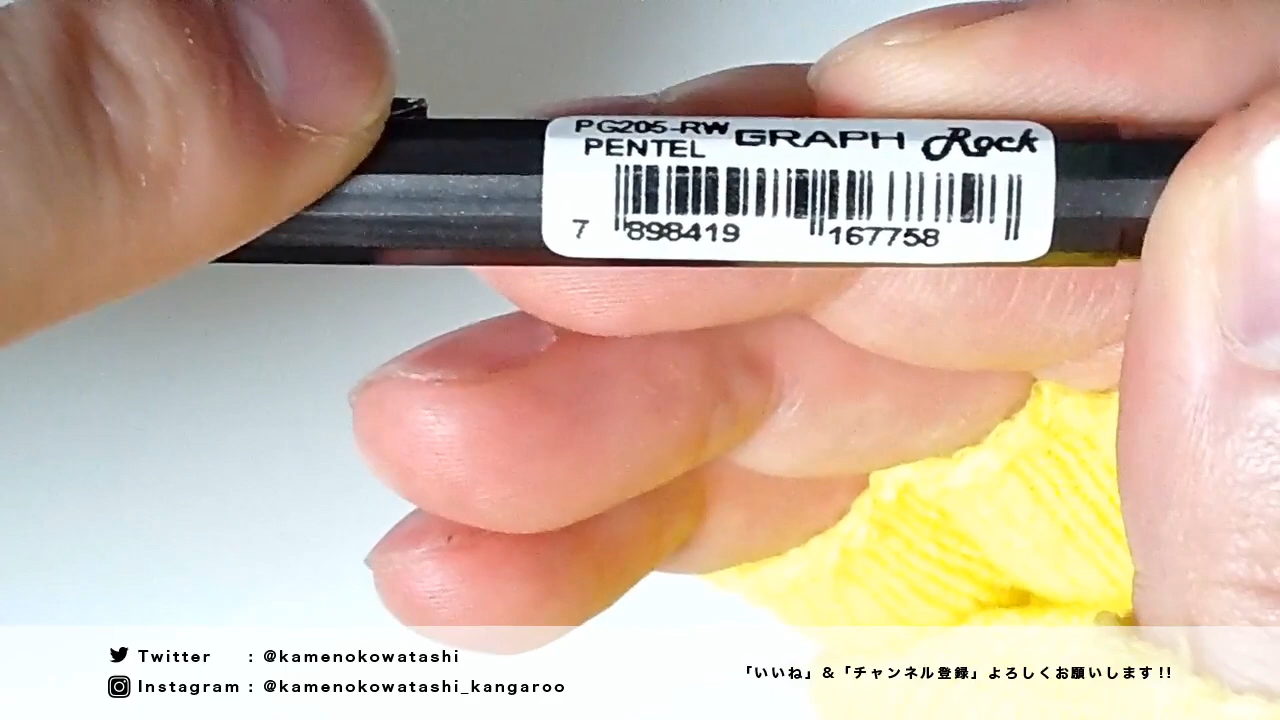 PG205-RW GRAPH Rock
PENTEL
7 898419 167758
Twitter : @kamenokowatashi
Instagram : @kamenokowatashi_kangaroo
「いいね」&「チャンネル登録」よろしくお願いします!!